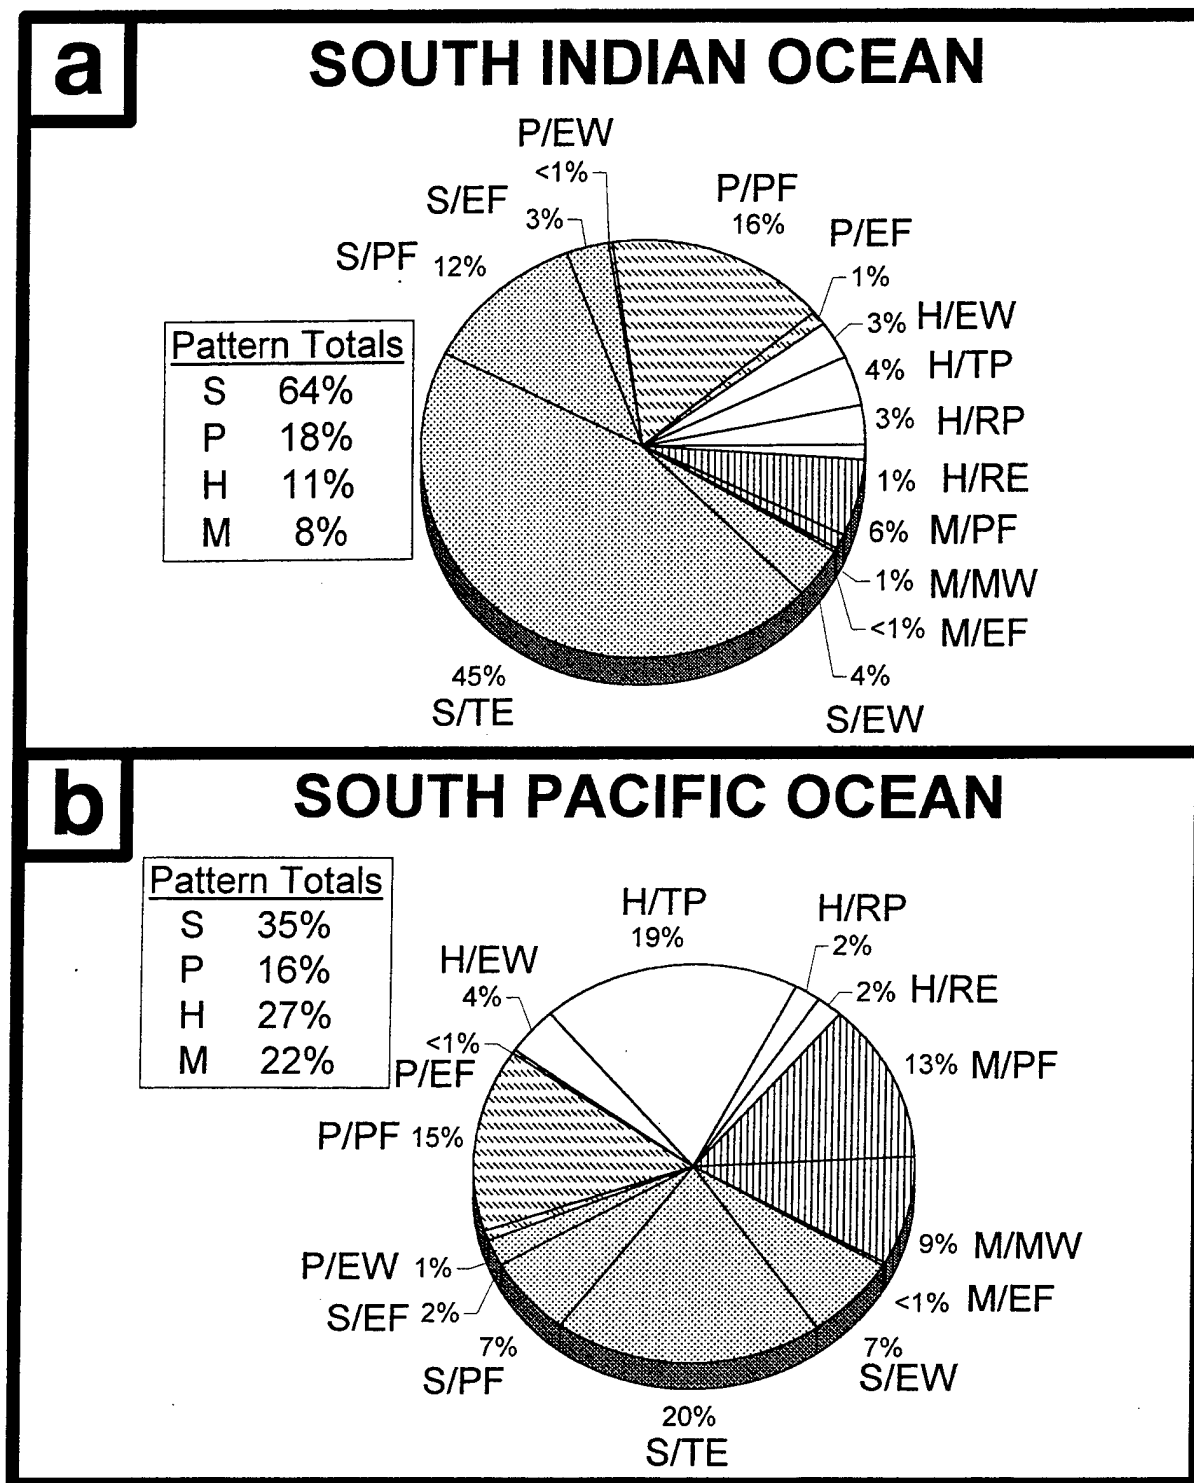 a
SOUTH INDIAN OCEAN
P/EW
<1%
P/PF
16%
S/EF
3%
P/EF
1%
S/PF 12%
3% H/EW
4% H/TP
3% H/RP
1% H/RE
6% M/PF
1% M/MW
<1% M/EF
4%
S/EW
45%
S/TE
Pattern Totals
S 64%
P 18%
H 11%
M 8%
b
SOUTH PACIFIC OCEAN
Pattern Totals
S 35%
P 16%
H 27%
M 22%
H/TP
19%
H/RP
2%
H/EW
4%
2% H/RE
<1%
P/EF
13% M/PF
P/PF 15%
9% M/MW
P/EW 1%
<1% M/EF
S/EF 2%
7%
S/PF
7%
S/EW
20%
S/TE